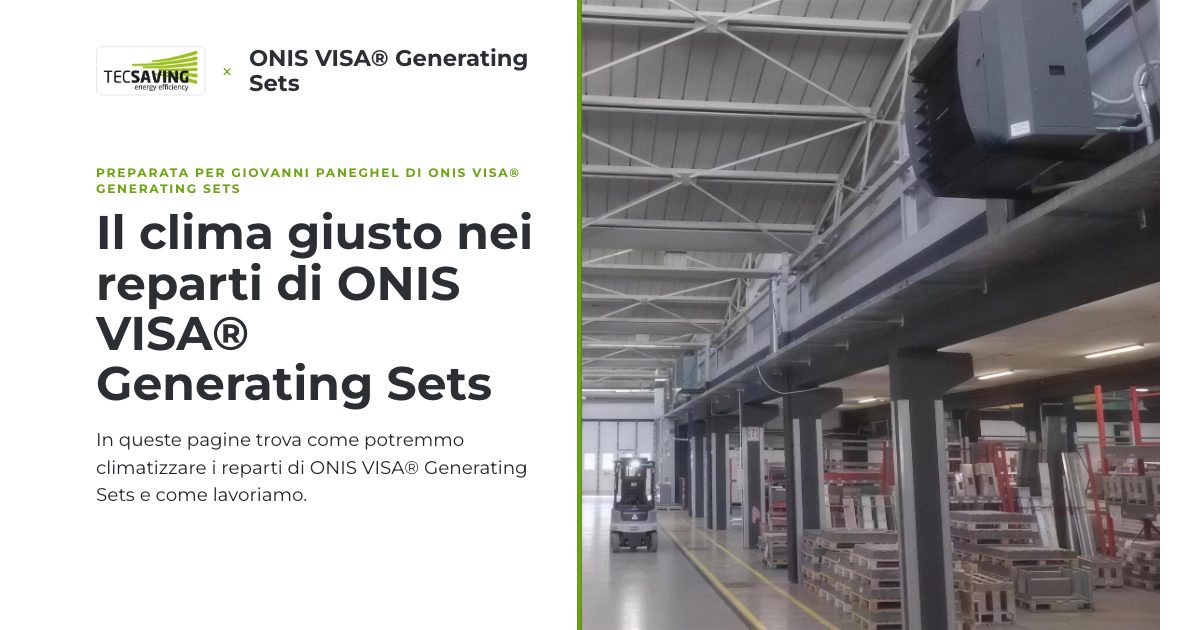 TECSAVING
energy efficiency
×
ONIS VISA® Generating
Sets
PREPARATA PER GIOVANNI PANEGHEL DI ONIS VISA®
GENERATING SETS
Il clima giusto nei
reparti di ONIS
VISA®
Generating Sets
In queste pagine trova come potremmo
climatizzare i reparti di ONIS VISA® Generating
Sets e come lavoriamo.